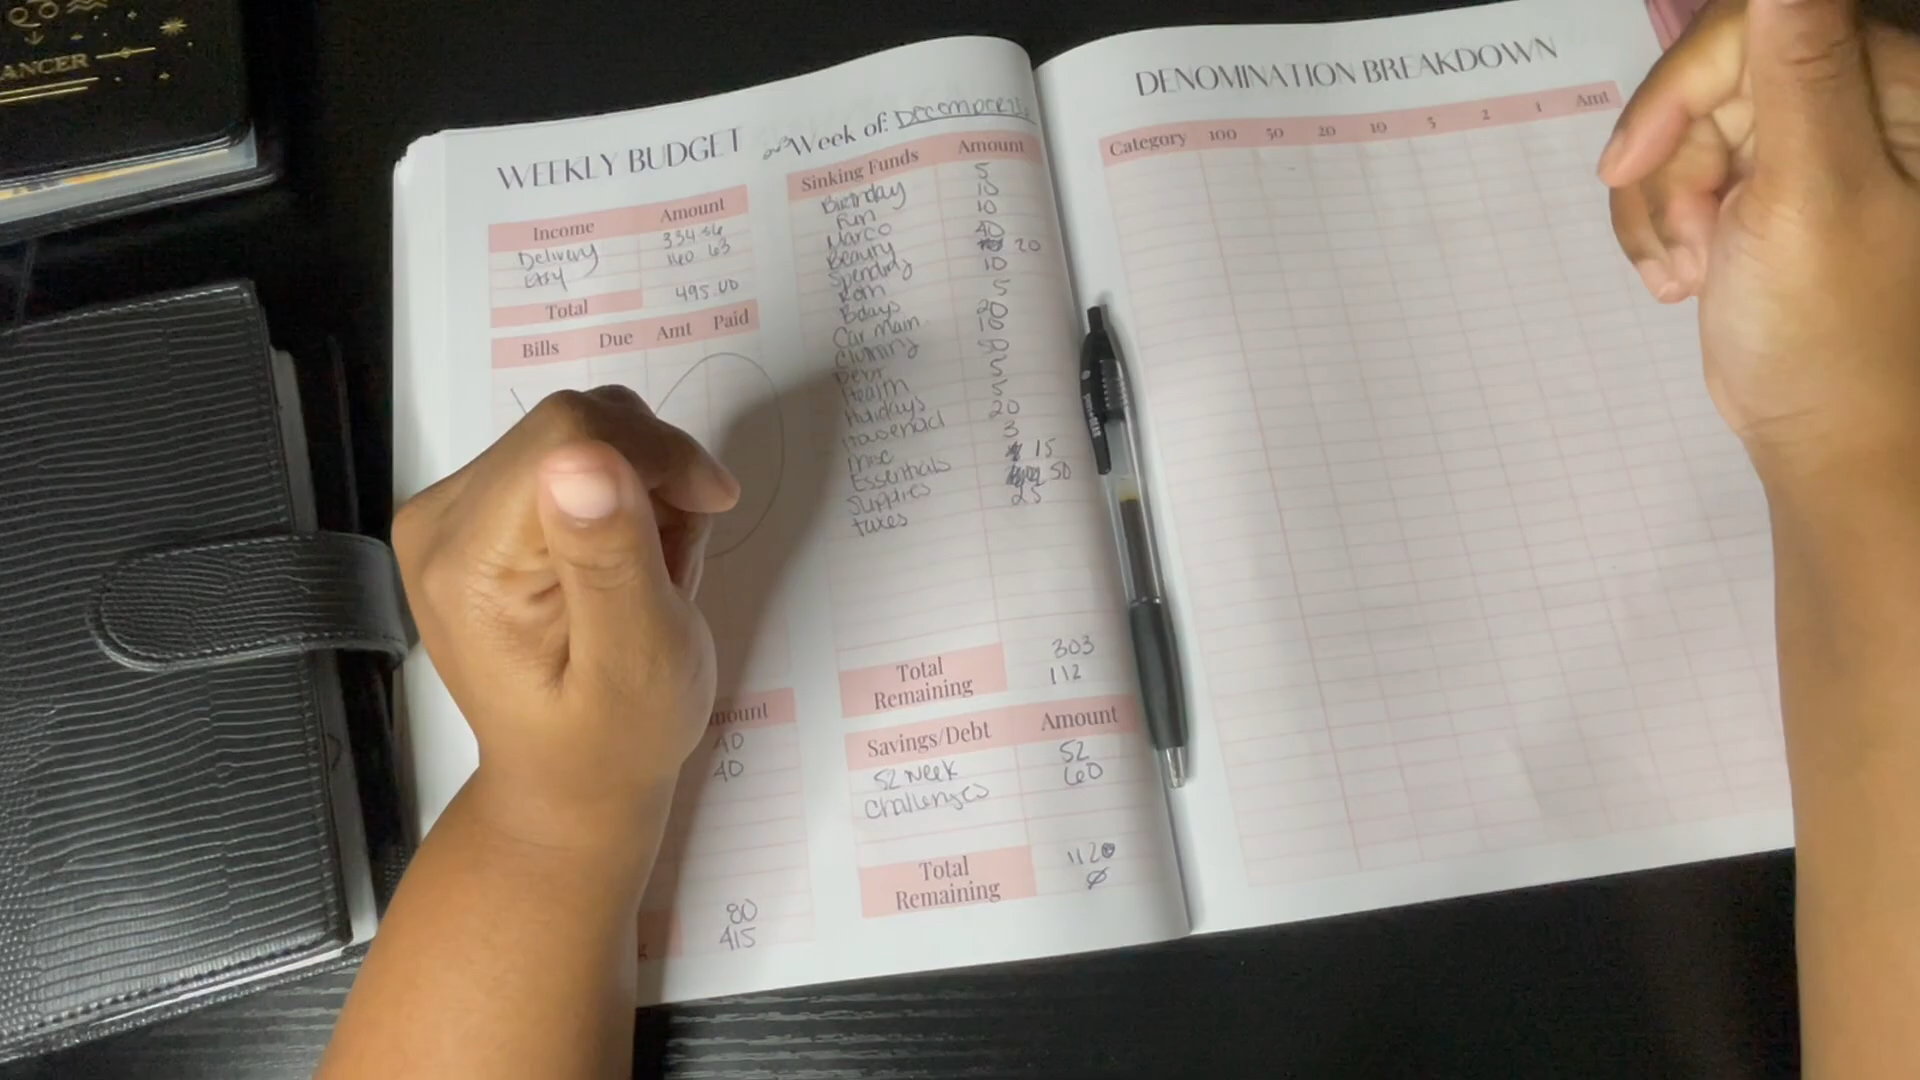 ANCER
WEEKLY BUDGET
Week of: December
Income Amount
Delivery 334 36
Etsy 160 63
Total 495.00
Bills Due Amt Paid
mount
40
40
80
415
Sinking Funds Amount
Birthday 5
Fun 10
Marco 10
Beauty 40
Spending 20
Rom 10
Bdays 5
Car Main 20
Clothing 10
Debt 50
Health 5
Holidays 5
Household 20
Misc 3
Essentials 15
Supplies 50
taxes 25
Total 303
Remaining 112
Savings/Debt Amount
52 week 52
Challenges 60
Total 112
Remaining 0
DENOMINATION BREAKDOWN
Category 100 50 20 10 5 2 1 Amt